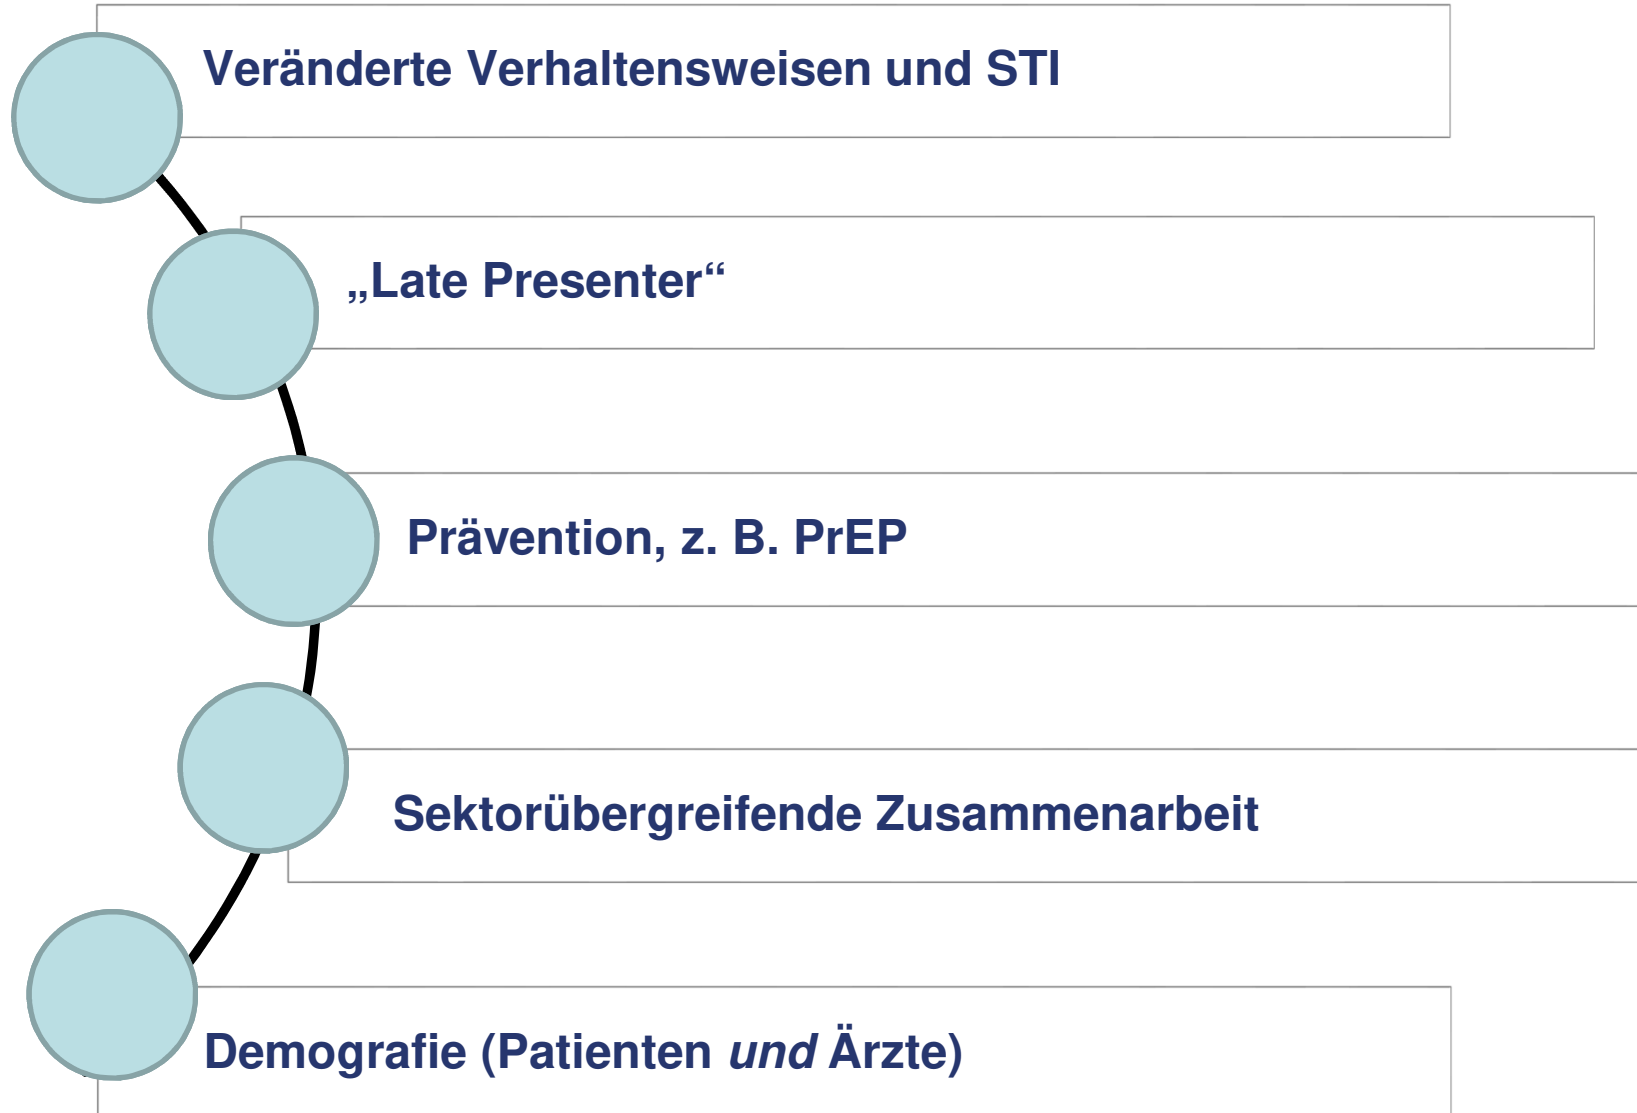 Veränderte Verhaltensweisen und STI
„Late Presenter“
Prävention, z. B. PrEP
Sektorübergreifende Zusammenarbeit
Demografie (Patienten und Ärzte)